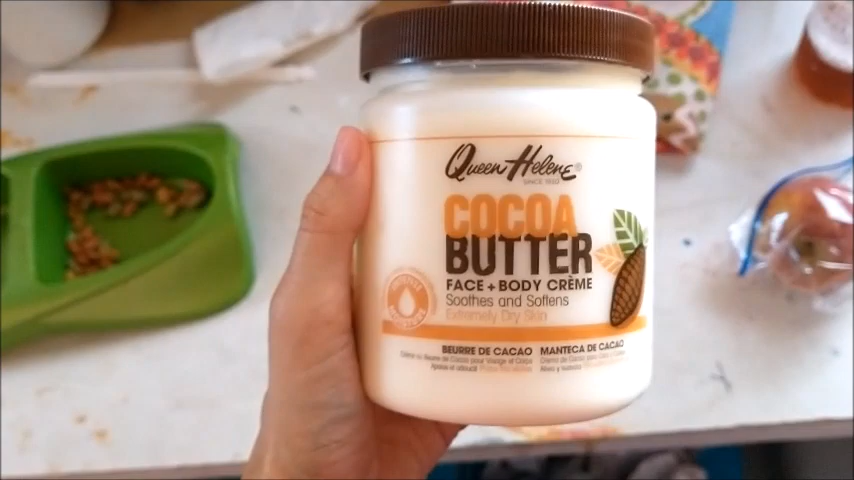 Queen Helene®
SINCE 1930
COCOA
BUTTER
FACE + BODY CRÈME
Soothes and Softens
Extremely Dry Skin
BEURRE DE CACAO MANTECA DE CACAO